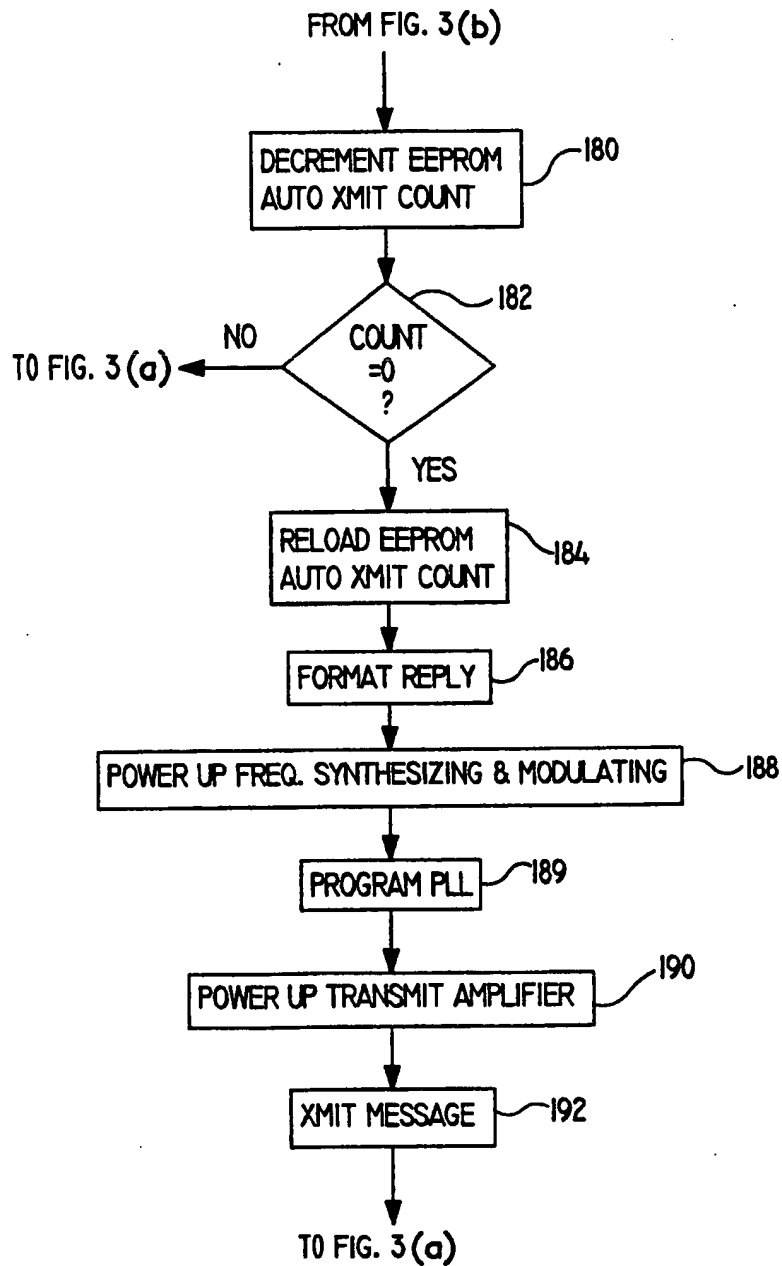 FROM FIG. 3(b)
DECREMENT EEPROM
AUTO XMIT COUNT
180
182
NO
COUNT
=0
?
TO FIG. 3(a)
YES
RELOAD EEPROM
AUTO XMIT COUNT
184
FORMAT REPLY
186
POWER UP FREQ. SYNTHESIZING & MODULATING
188
PROGRAM PLL
189
POWER UP TRANSMIT AMPLIFIER
190
XMIT MESSAGE
192
TO FIG. 3(a)